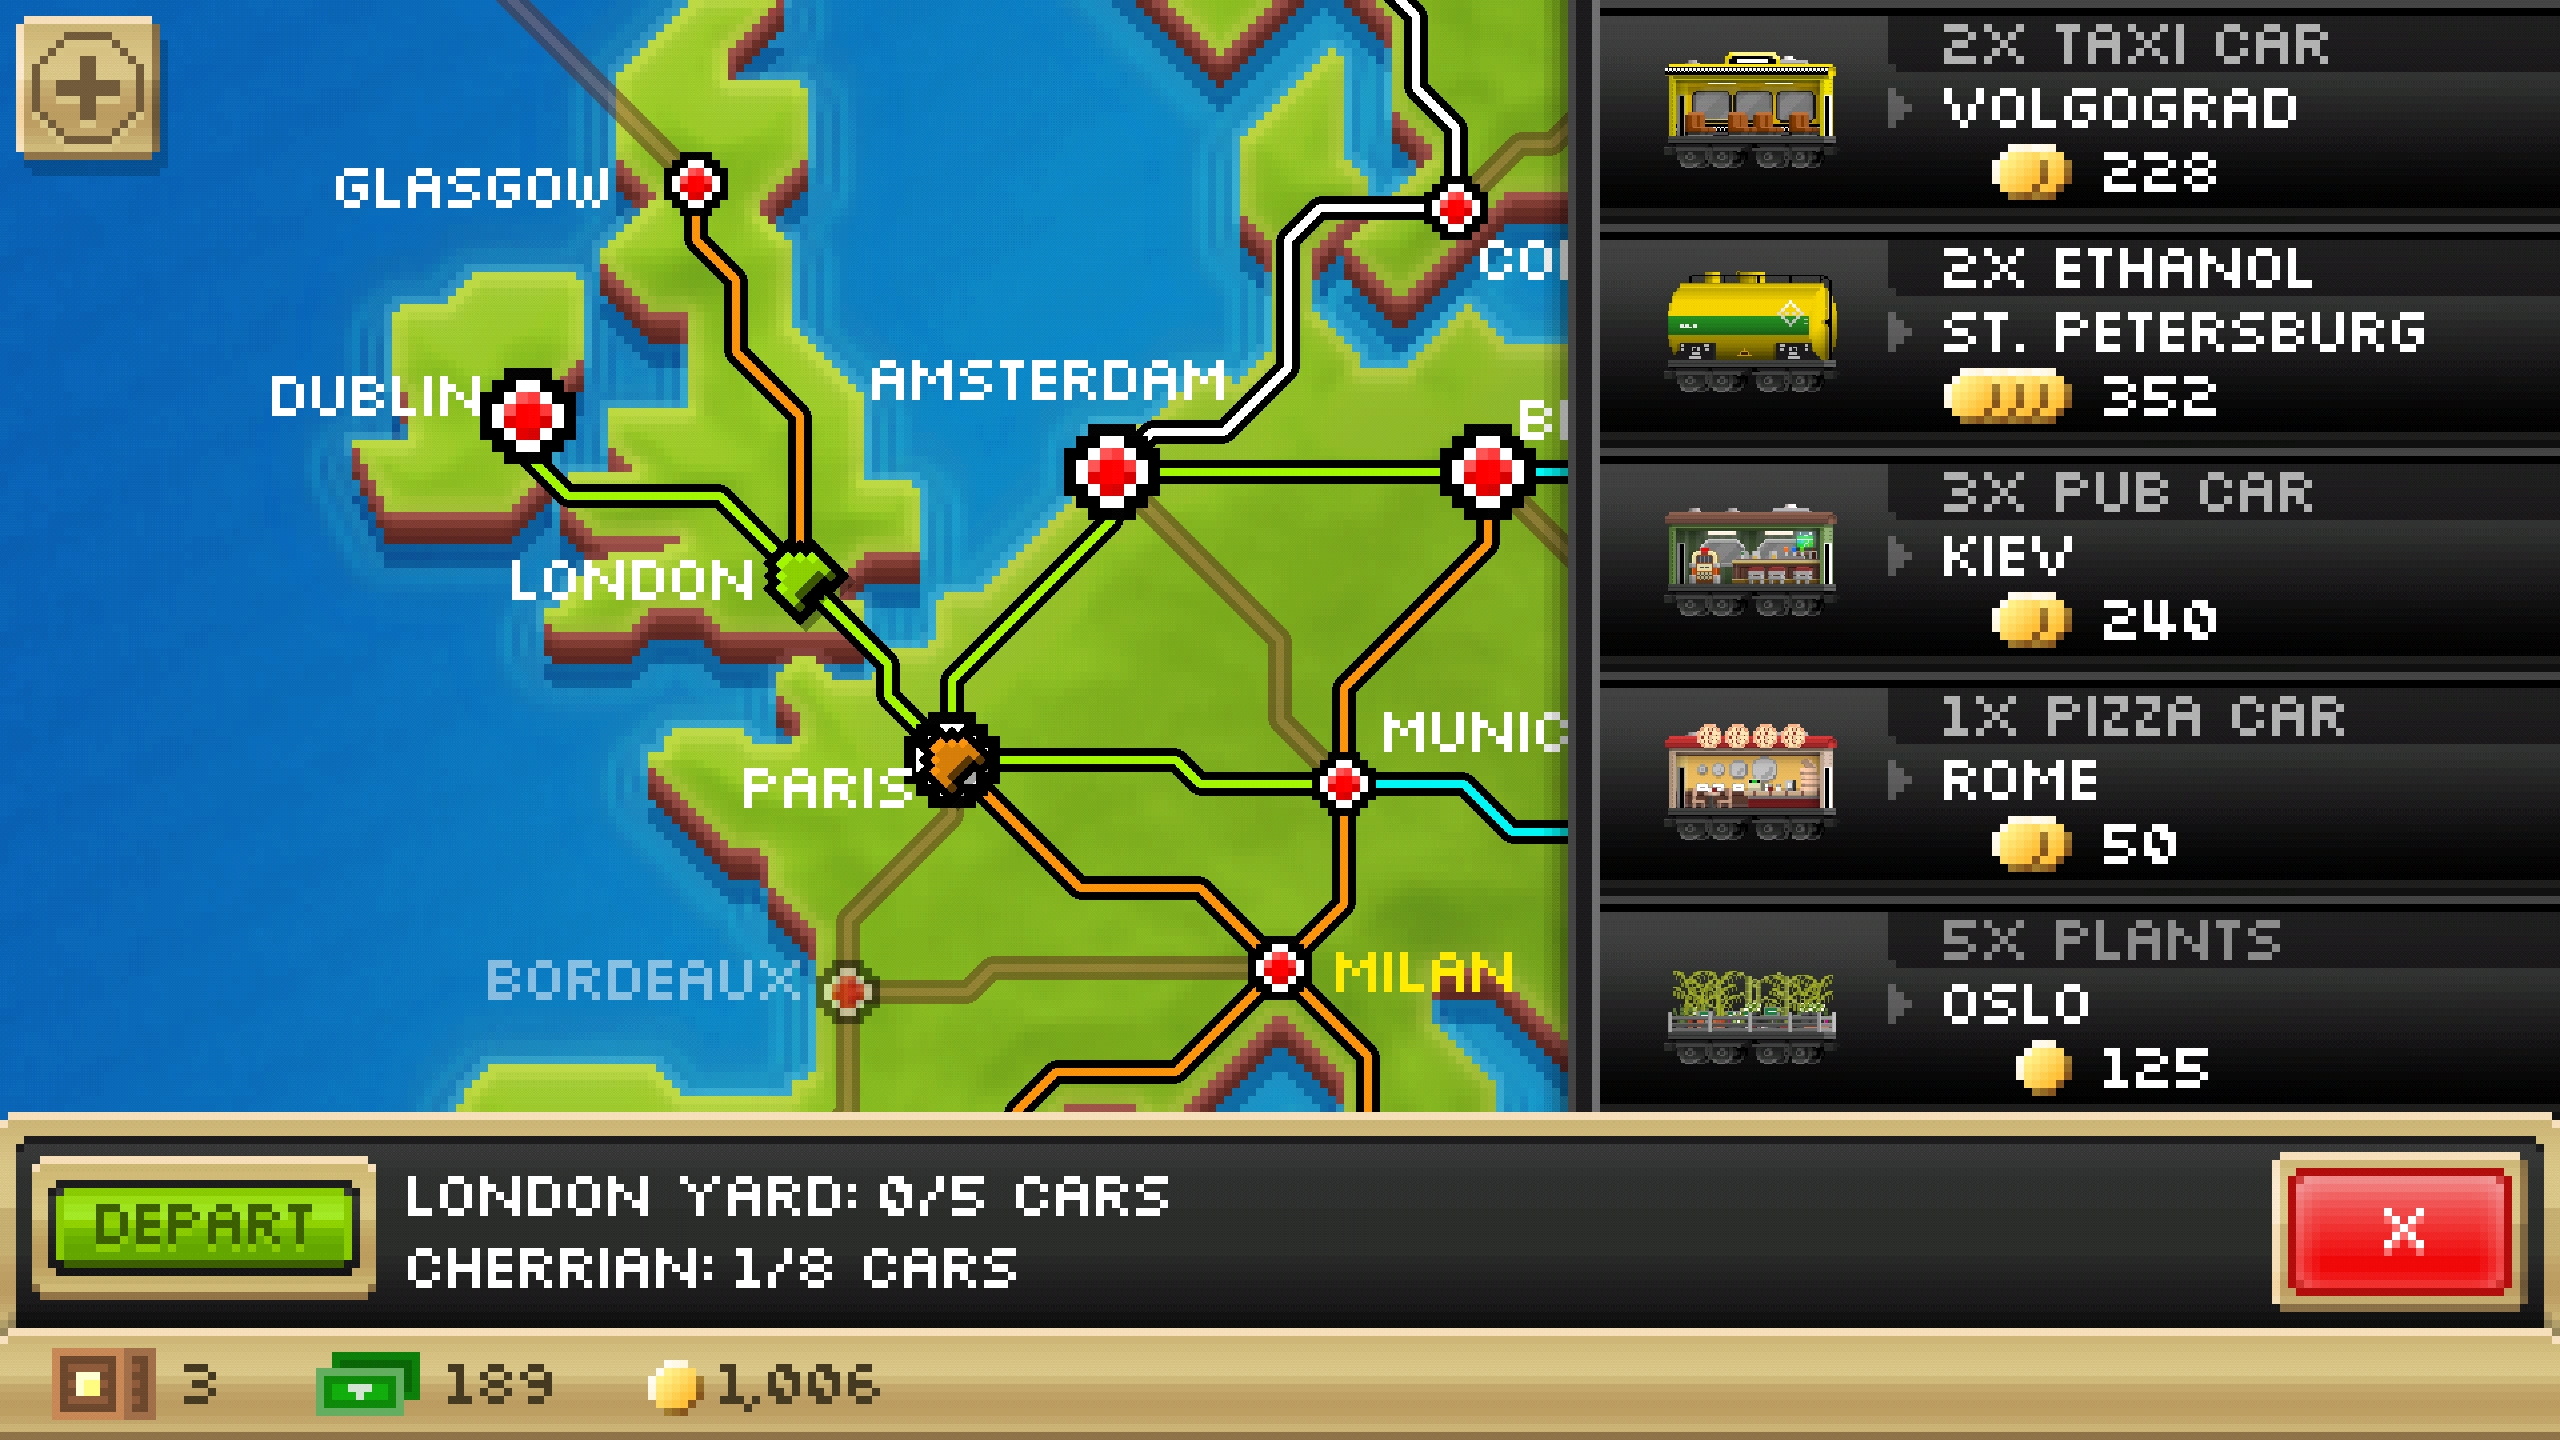 GLASGOW
DUBLIN
AMSTERDAM
LONDON
PARIS
BORDEAUX
MILAN
2X TAXI CAR
VOLGOGRAD
228
2X ETHANOL
ST. PETERSBURG
352
3X PUB CAR
KIEV
240
1X PIZZA CAR
ROME
50
5X PLANTS
OSLO
125
DEPART
LONDON YARD: 0/5 CARS
CHERRIAN: 1/8 CARS
X
3
189
1,006